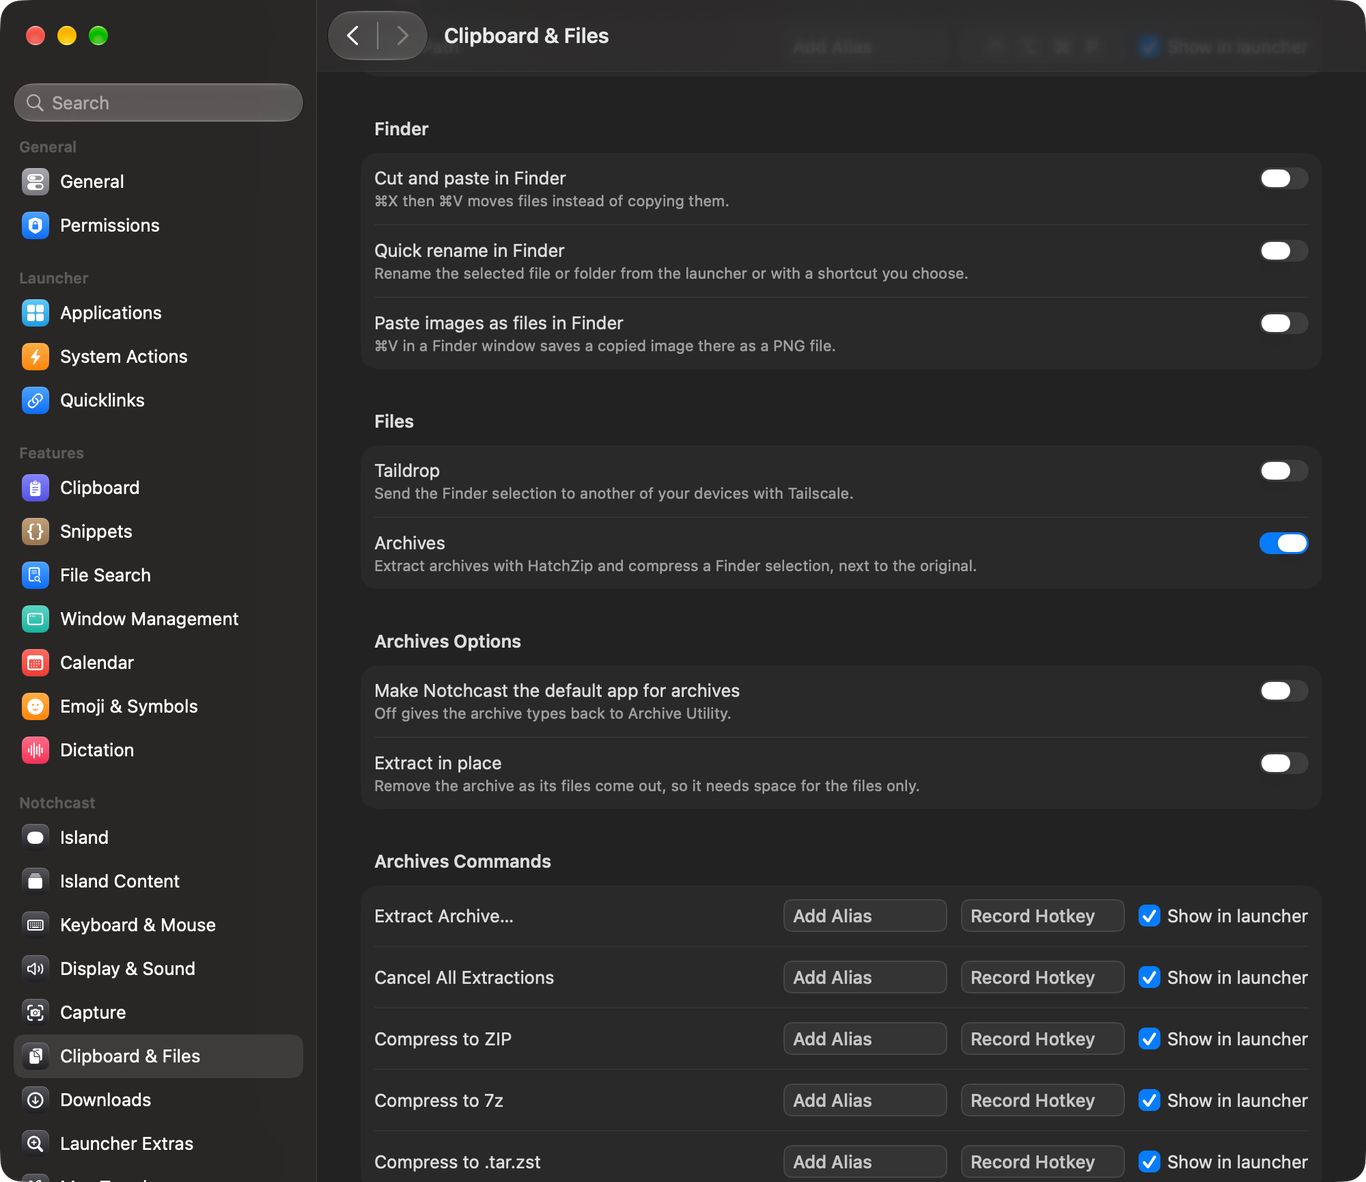 Clipboard & Files
Add Alias
Show in launcher
Search
General
General
Permissions
Launcher
Applications
System Actions
Quicklinks
Features
Clipboard
Snippets
File Search
Window Management
Calendar
Emoji & Symbols
Dictation
Notchcast
Island
Island Content
Keyboard & Mouse
Display & Sound
Capture
Clipboard & Files
Downloads
Launcher Extras
Finder
Cut and paste in Finder
⌘X then ⌘V moves files instead of copying them.
Quick rename in Finder
Rename the selected file or folder from the launcher or with a shortcut you choose.
Paste images as files in Finder
⌘V in a Finder window saves a copied image there as a PNG file.
Files
Taildrop
Send the Finder selection to another of your devices with Tailscale.
Archives
Extract archives with HatchZip and compress a Finder selection, next to the original.
Archives Options
Make Notchcast the default app for archives
Off gives the archive types back to Archive Utility.
Extract in place
Remove the archive as its files come out, so it needs space for the files only.
Archives Commands
Extract Archive... Add Alias Record Hotkey Show in launcher
Cancel All Extractions Add Alias Record Hotkey Show in launcher
Compress to ZIP Add Alias Record Hotkey Show in launcher
Compress to 7z Add Alias Record Hotkey Show in launcher
Compress to .tar.zst Add Alias Record Hotkey Show in launcher